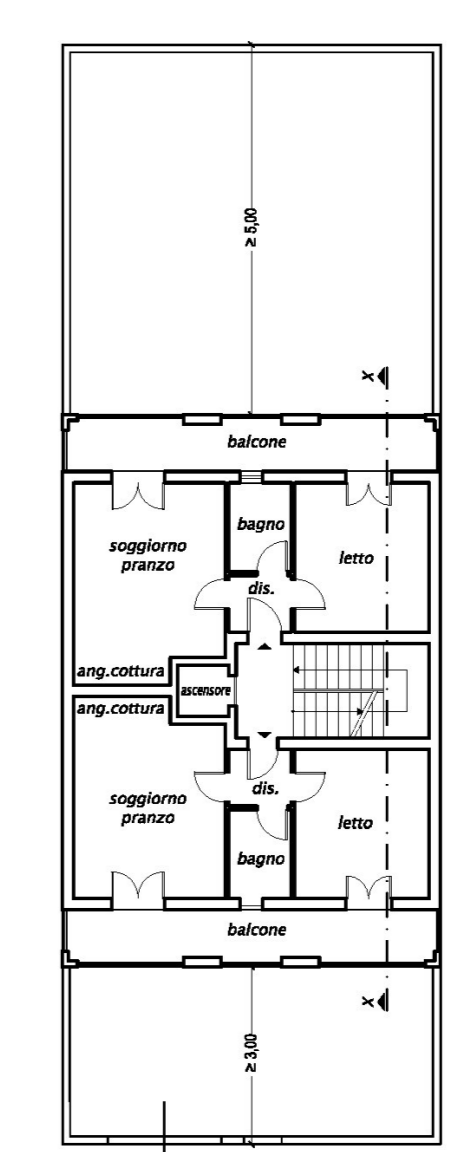 ≥ 5,00
X
balcone
bagno
soggiorno
pranzo
letto
dis.
ang.cottura
ascensore
ang.cottura
dis.
soggiorno
pranzo
letto
bagno
balcone
X
≥ 3,00